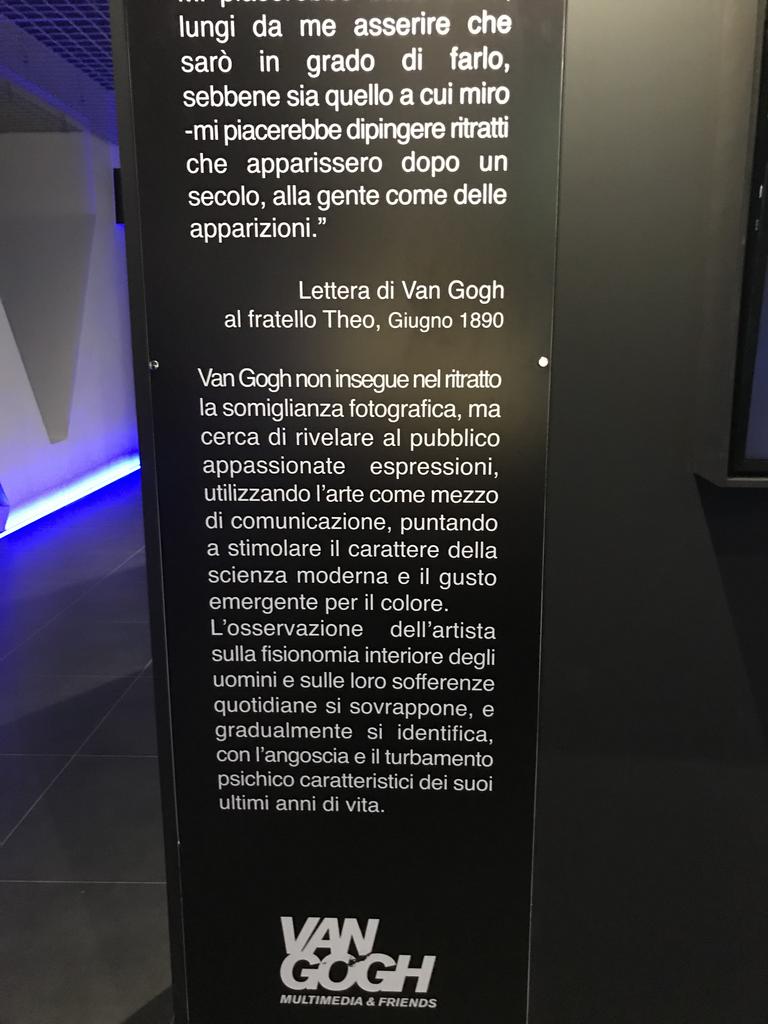 Mi piacerebbe
lungi da me asserire che
sarò in grado di farlo,
sebbene sia quello a cui miro
-mi piacerebbe dipingere ritratti
che apparissero dopo un
secolo, alla gente come delle
apparizioni.”
Lettera di Van Gogh
al fratello Theo, Giugno 1890
Van Gogh non insegue nel ritratto
la somiglianza fotografica, ma
cerca di rivelare al pubblico
appassionate espressioni,
utilizzando l’arte come mezzo
di comunicazione, puntando
a stimolare il carattere della
scienza moderna e il gusto
emergente per il colore.
L’osservazione dell’artista
sulla fisionomia interiore degli
uomini e sulle loro sofferenze
quotidiane si sovrappone, e
gradualmente si identifica,
con l’angoscia e il turbamento
psichico caratteristici dei suoi
ultimi anni di vita.
VAN
GOGH
MULTIMEDIA & FRIENDS